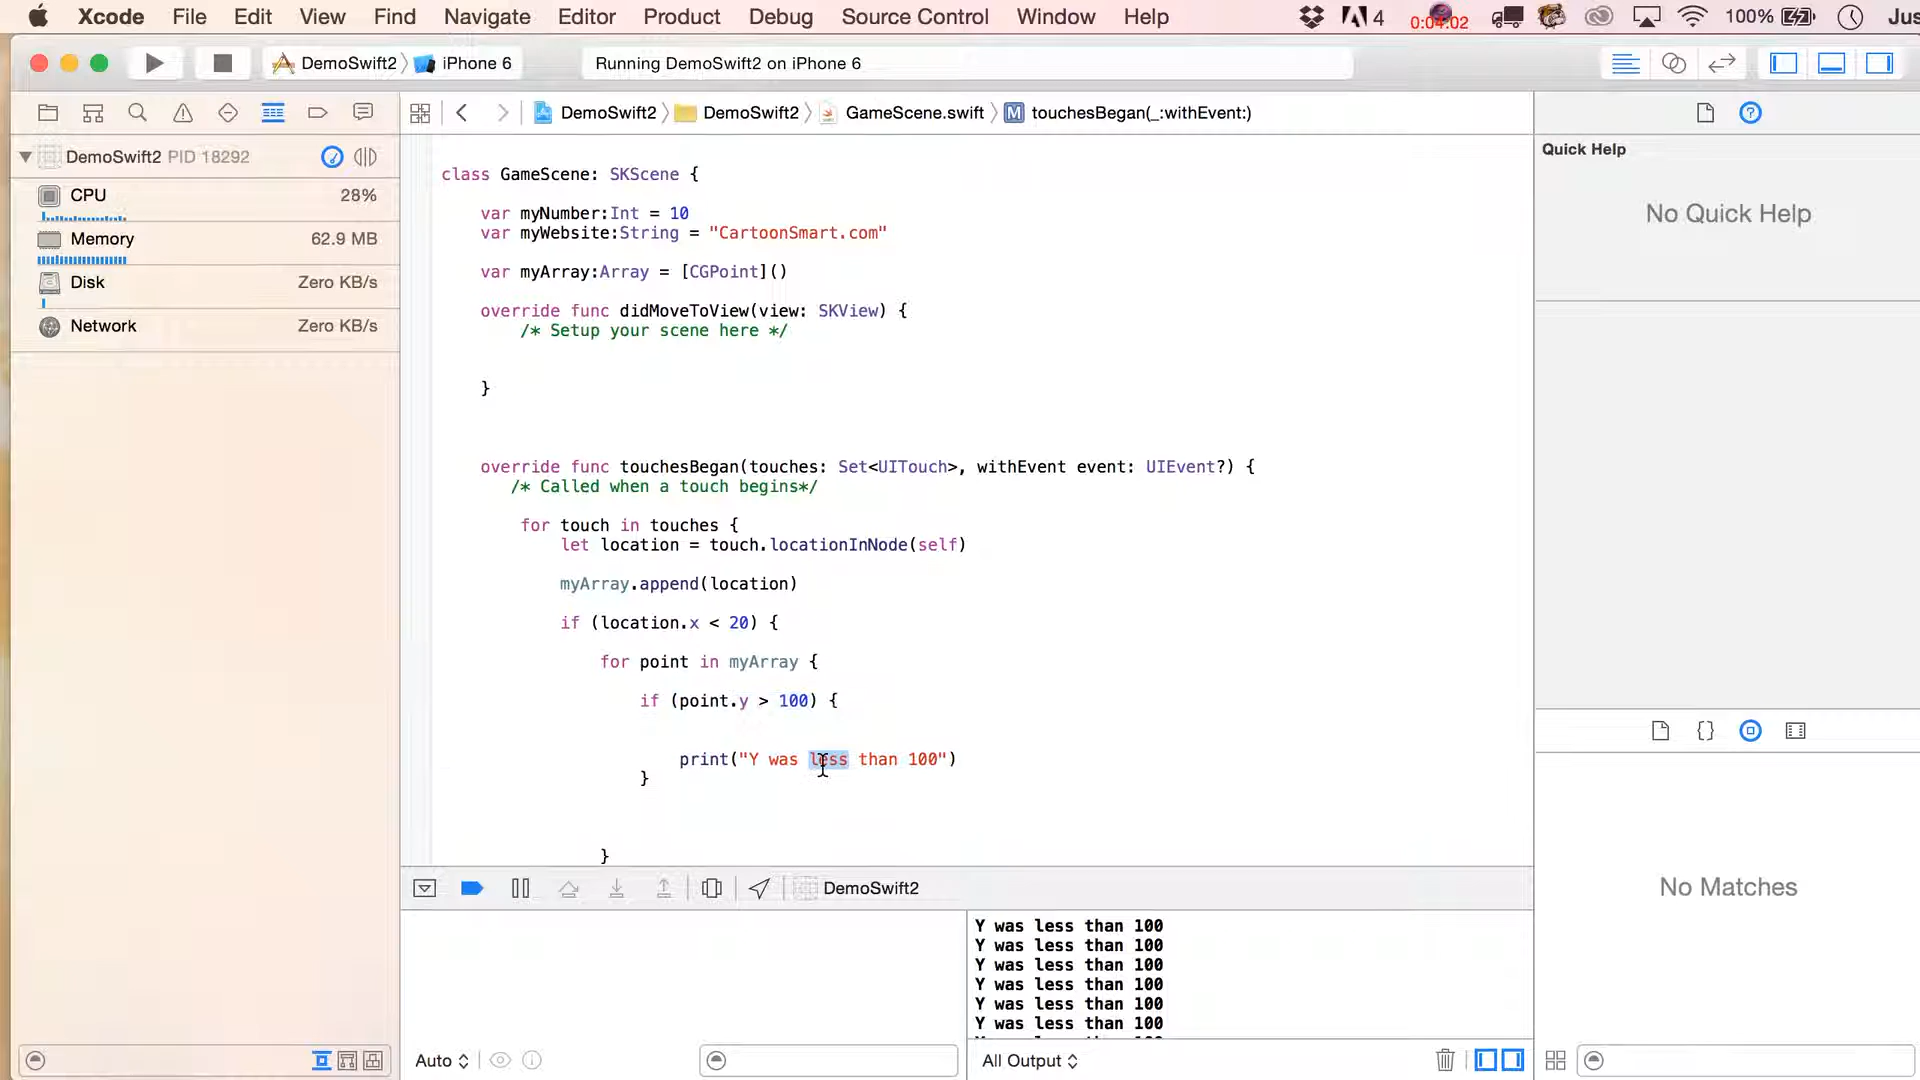 Xcode File Edit View Find Navigate Editor Product Debug Source Control Window Help 4 0:04:02 100% Jus
DemoSwift2 iPhone 6 Running DemoSwift2 on iPhone 6
DemoSwift2 DemoSwift2 GameScene.swift M touchesBegan(_:withEvent:)
DemoSwift2 PID 18292
CPU 28%
Memory 62.9 MB
Disk Zero KB/s
Network Zero KB/s
class GameScene: SKScene {
var myNumber:Int = 10
var myWebsite:String = "CartoonSmart.com"
var myArray:Array = [CGPoint]()
override func didMoveToView(view: SKView) {
/* Setup your scene here */
}
override func touchesBegan(touches: Set<UITouch>, withEvent event: UIEvent?) {
/* Called when a touch begins*/
for touch in touches {
let location = touch.locationInNode(self)
myArray.append(location)
if (location.x < 20) {
for point in myArray {
if (point.y > 100) {
print("Y was less than 100")
}
}
DemoSwift2
Y was less than 100
Y was less than 100
Y was less than 100
Y was less than 100
Y was less than 100
Y was less than 100
Auto
All Output
Quick Help
No Quick Help
{}
No Matches